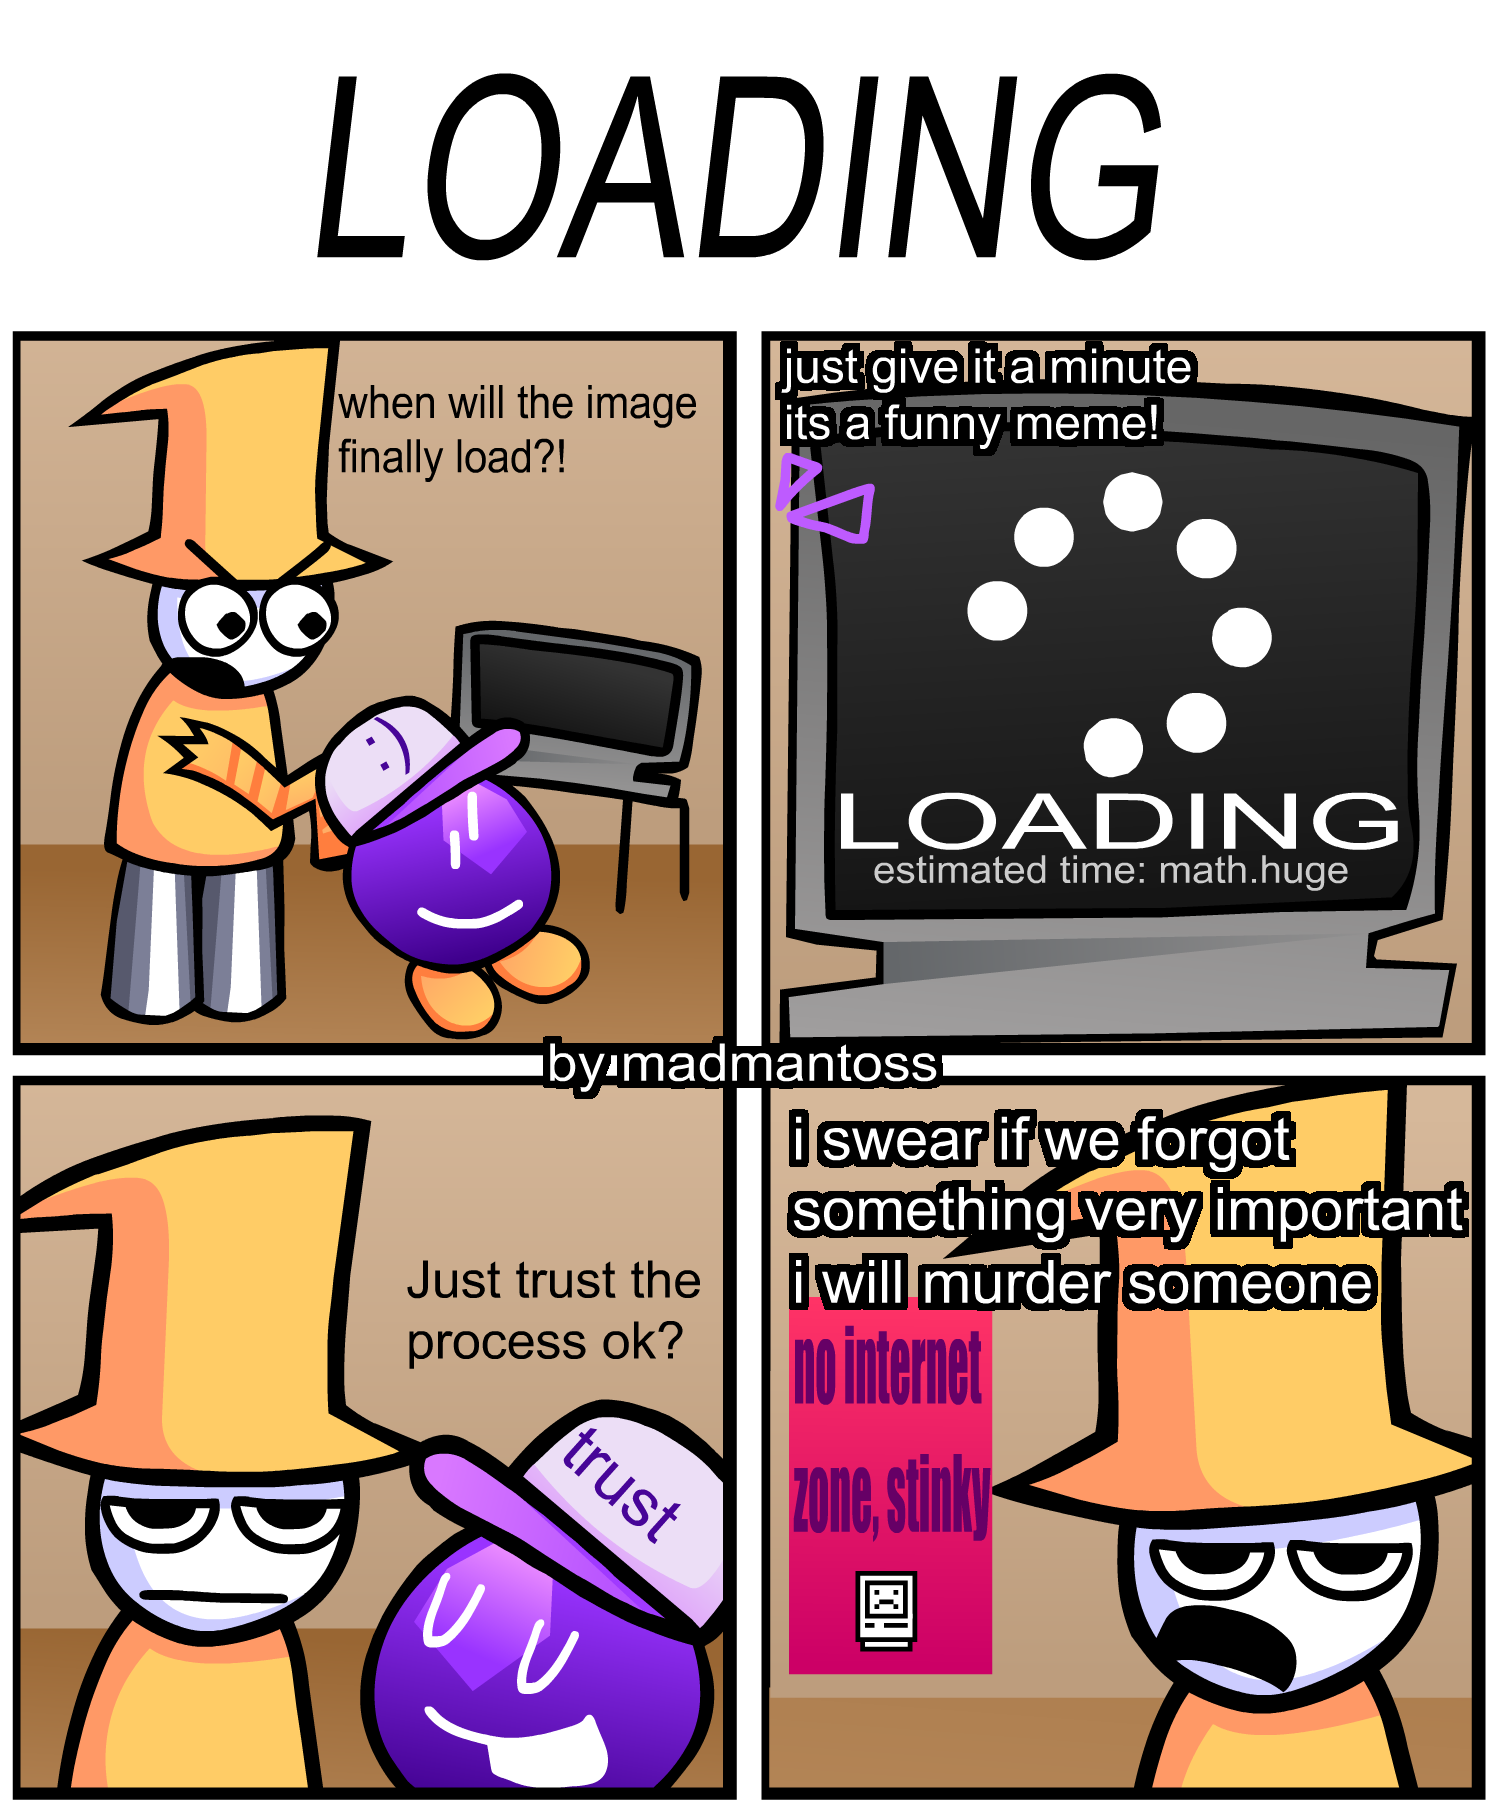 LOADING
when will the image
finally load?!
:)
just give it a minute
its a funny meme!
LOADING
estimated time: math.huge
by madmantoss
Just trust the
process ok?
trust
i swear if we forgot
something very important
i will murder someone
no internet
zone, stinky